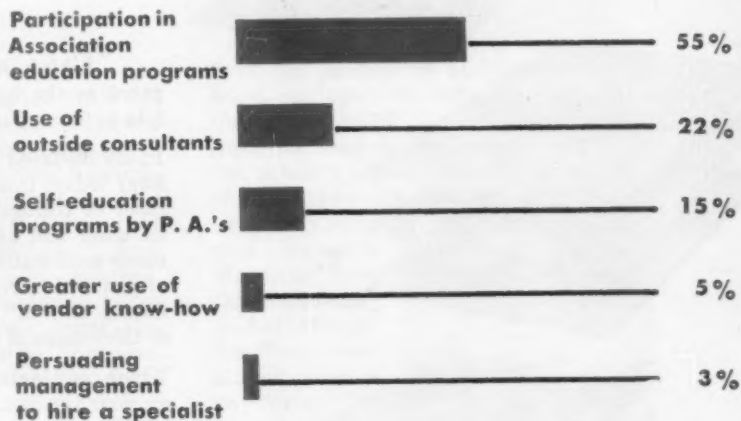 Participation in
Association
education programs
55%
Use of
outside consultants
22%
Self-education
programs by P. A.'s
15%
Greater use of
vendor know-how
5%
Persuading
management
to hire a specialist
3%